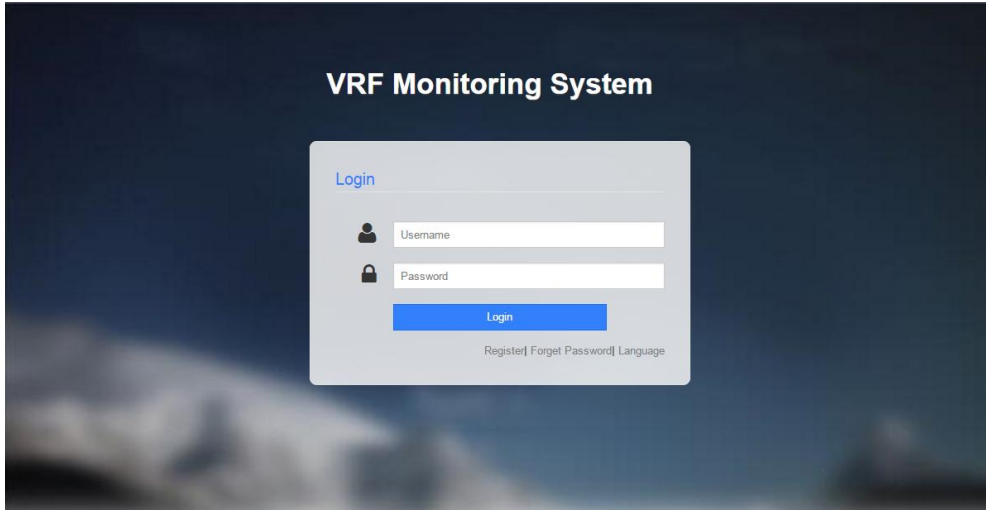 VRF Monitoring System
Login
Username
Password
Login
Register| Forget Password| Language